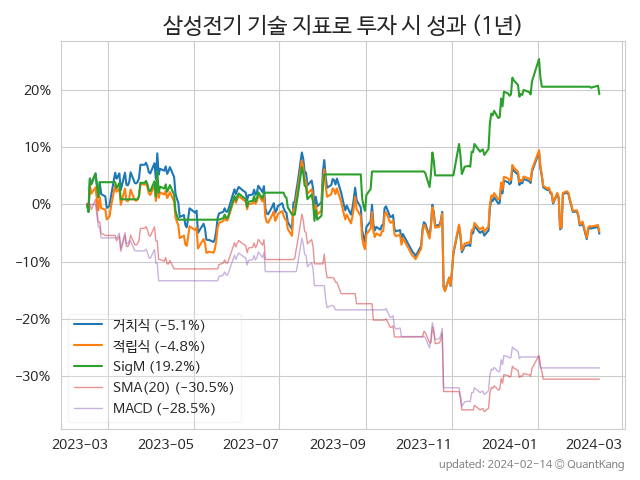 삼성전기 기술 지표로 투자 시 성과 (1년)
20%
10%
0%
−10%
−20%
−30%
거치식 (−5.1%)
적립식 (−4.8%)
SigM (19.2%)
SMA(20) (−30.5%)
MACD (−28.5%)
2023-03 2023-05 2023-07 2023-09 2023-11 2024-01 2024-03
updated: 2024-02-14 ⓒ QuantKang